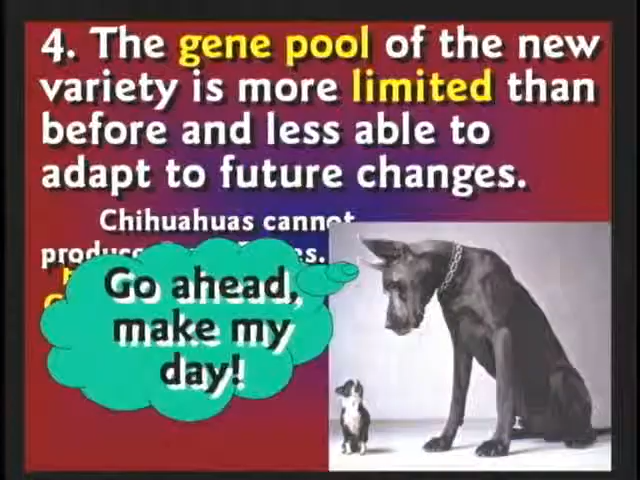 4. The gene pool of the new
variety is more limited than
before and less able to
adapt to future changes.
Chihuahuas cannot
Go ahead,
make my
day!